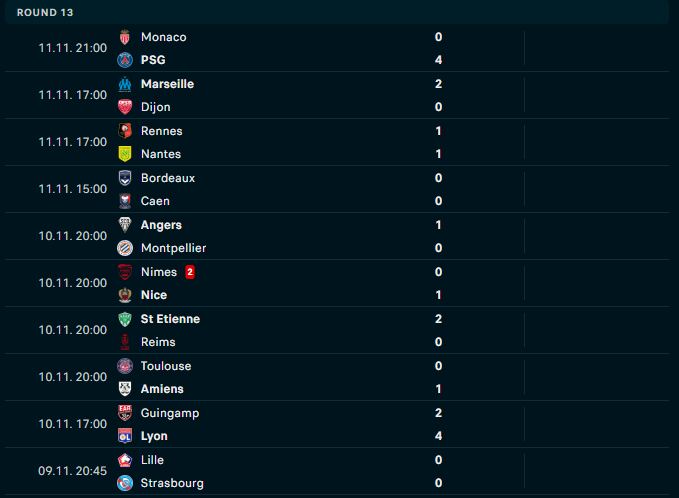 ROUND 13
11.11. 21:00 Monaco 0
PSG 4
11.11. 17:00 Marseille 2
Dijon 0
11.11. 17:00 Rennes 1
Nantes 1
11.11. 15:00 Bordeaux 0
Caen 0
10.11. 20:00 Angers 1
Montpellier 0
10.11. 20:00 Nimes 2 0
Nice 1
10.11. 20:00 St Etienne 2
Reims 0
10.11. 20:00 Toulouse 0
Amiens 1
10.11. 17:00 Guingamp 2
Lyon 4
09.11. 20:45 Lille 0
Strasbourg 0